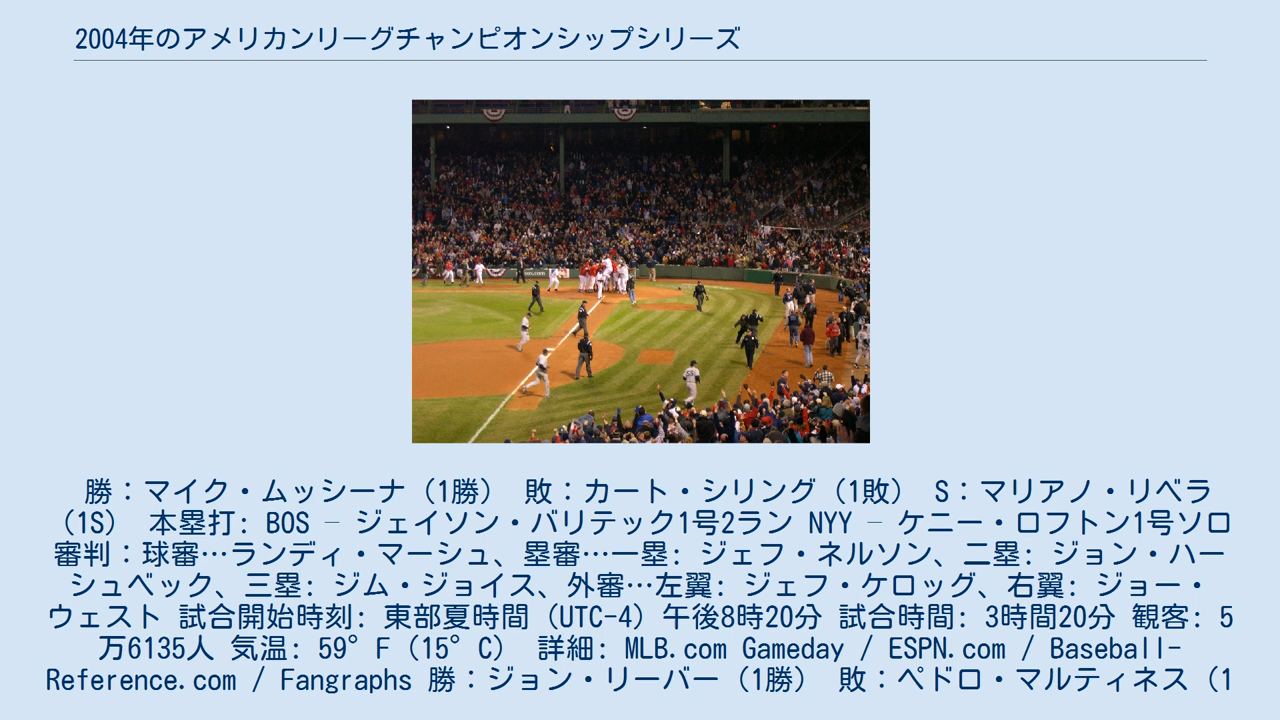 2004年のアメリカンリーグチャンピオンシップシリーズ
勝：マイク・ムッシーナ（1勝） 敗：カート・シリング（1敗） S：マリアノ・リベラ
（1S） 本塁打: BOS – ジェイソン・バリテック1号2ラン NYY – ケニー・ロフトン1号ソロ
審判：球審…ランディ・マーシュ、塁審…一塁: ジェフ・ネルソン、二塁: ジョン・ハー
シュベック、三塁: ジム・ジョイス、外審…左翼: ジェフ・ケロッグ、右翼: ジョー・
ウェスト 試合開始時刻: 東部夏時間（UTC-4）午後8時20分 試合時間: 3時間20分 観客: 5
万6135人 気温: 59°F（15°C） 詳細: MLB.com Gameday / ESPN.com / Baseball-
Reference.com / Fangraphs 勝：ジョン・リーバー（1勝） 敗：ペドロ・マルティネス（1